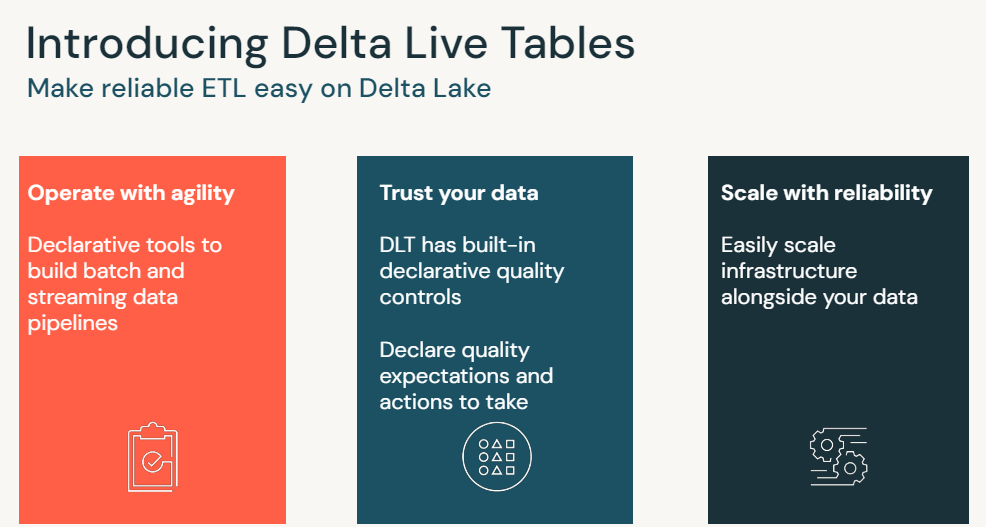 Introducing Delta Live Tables
Make reliable ETL easy on Delta Lake
Operate with agility
Declarative tools to
build batch and
streaming data
pipelines
Trust your data
DLT has built-in
declarative quality
controls
Declare quality
expectations and
actions to take
Scale with reliability
Easily scale
infrastructure
alongside your data